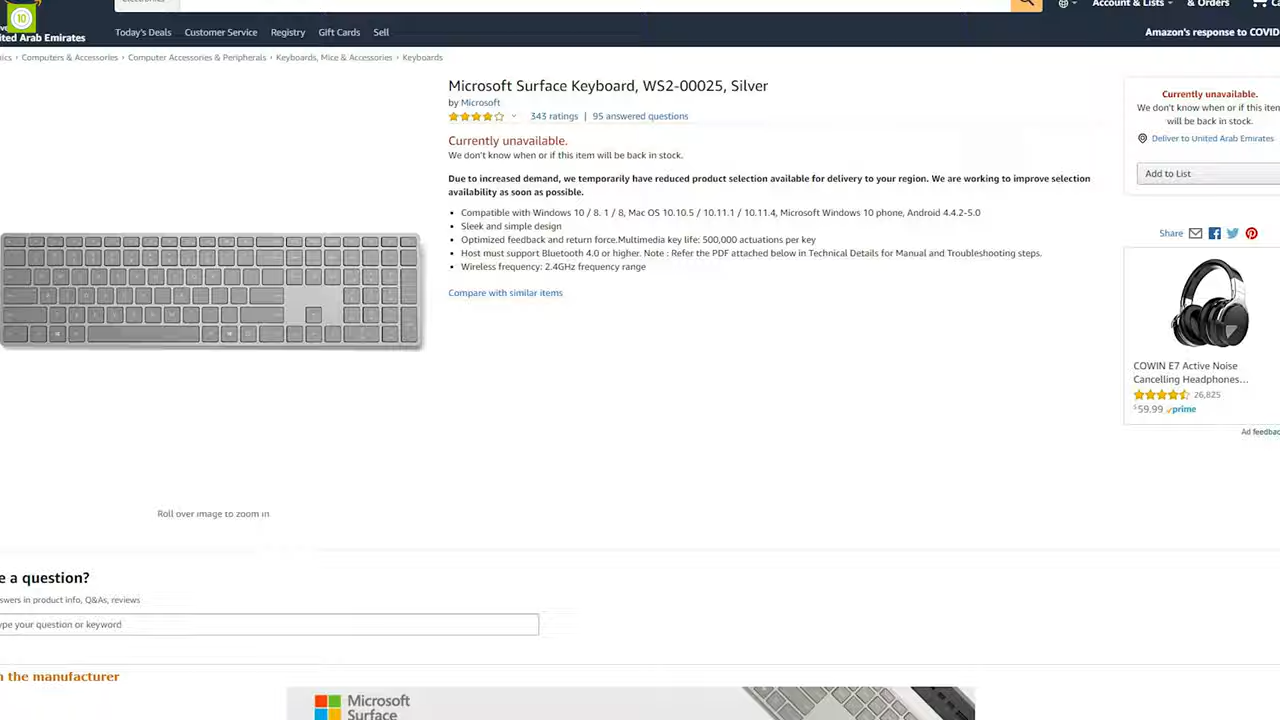 10
ited Arab Emirates
Account & Lists
& Orders
Today's Deals
Customer Service
Registry
Gift Cards
Sell
Amazon's response to COVID
ics › Computers & Accessories › Computer Accessories & Peripherals › Keyboards, Mice & Accessories › Keyboards
Microsoft Surface Keyboard, WS2-00025, Silver
by Microsoft
343 ratings | 95 answered questions
Currently unavailable.
We don't know when or if this item will be back in stock.
Due to increased demand, we temporarily have reduced product selection available for delivery to your region. We are working to improve selection
availability as soon as possible.
• Compatible with Windows 10 / 8. 1 / 8, Mac OS 10.10.5 / 10.11.1 / 10.11.4, Microsoft Windows 10 phone, Android 4.4.2-5.0
• Sleek and simple design
• Optimized feedback and return force.Multimedia key life: 500,000 actuations per key
• Host must support Bluetooth 4.0 or higher. Note : Refer the PDF attached below in Technical Details for Manual and Troubleshooting steps.
• Wireless frequency: 2.4GHz frequency range
Compare with similar items
Roll over image to zoom in
Currently unavailable.
We don't know when or if this item
will be back in stock.
Deliver to United Arab Emirates
Add to List
Share
COWIN E7 Active Noise
Cancelling Headphones...
26,825
$59.99 prime
Ad feedbac
e a question?
swers in product info, Q&As, reviews
ype your question or keyword
n the manufacturer
Microsoft
Surface